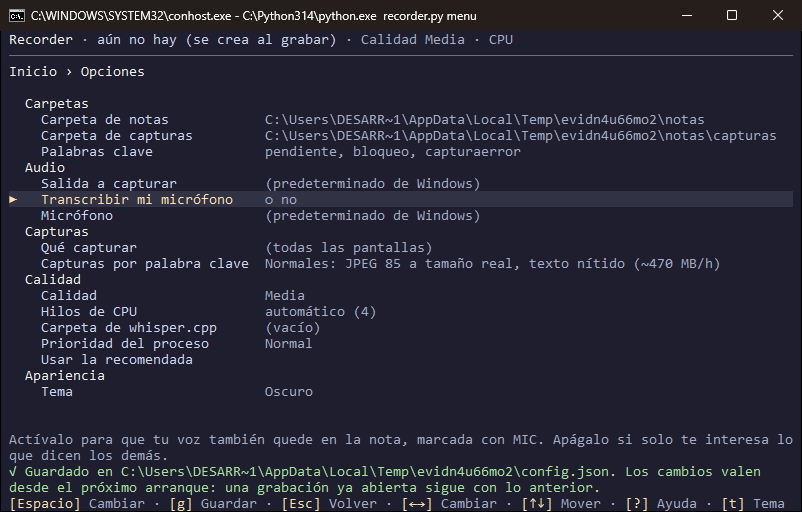 C:\WINDOWS\SYSTEM32\conhost.exe - C:\Python314\python.exe  recorder.py menu
Recorder · aún no hay (se crea al grabar) · Calidad Media · CPU
Inicio › Opciones
Carpetas
Carpeta de notas C:\Users\DESARR~1\AppData\Local\Temp\evidn4u66mo2\notas
Carpeta de capturas C:\Users\DESARR~1\AppData\Local\Temp\evidn4u66mo2\notas\capturas
Palabras clave pendiente, bloqueo, capturaerror
Audio
Salida a capturar (predeterminado de Windows)
► Transcribir mi micrófono o no
Micrófono (predeterminado de Windows)
Capturas
Qué capturar (todas las pantallas)
Capturas por palabra clave Normales: JPEG 85 a tamaño real, texto nítido (~470 MB/h)
Calidad
Calidad Media
Hilos de CPU automático (4)
Carpeta de whisper.cpp (vacío)
Prioridad del proceso Normal
Usar la recomendada
Apariencia
Tema Oscuro
Actívalo para que tu voz también quede en la nota, marcada con MIC. Apágalo si solo te interesa lo
que dicen los demás.
√ Guardado en C:\Users\DESARR~1\AppData\Local\Temp\evidn4u66mo2\config.json. Los cambios valen
desde el próximo arranque: una grabación ya abierta sigue con lo anterior.
[Espacio] Cambiar · [g] Guardar · [Esc] Volver · [↔] Cambiar · [↑↓] Mover · [?] Ayuda · [t] Tema